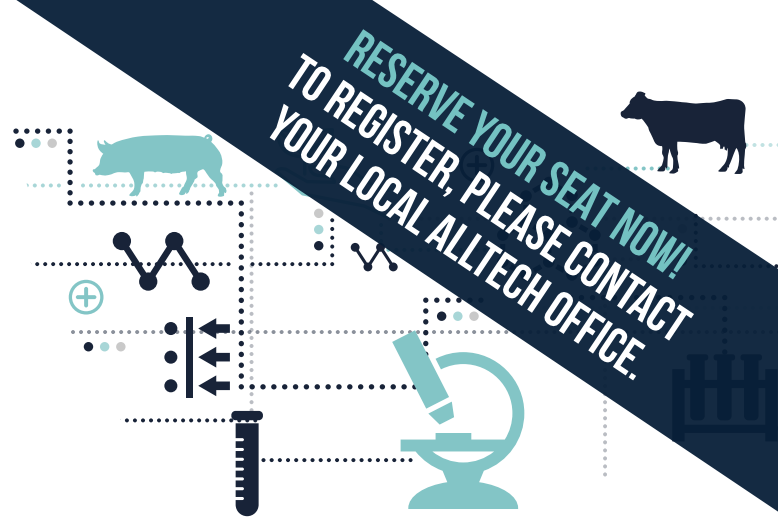 RESERVE YOUR SEAT NOW!
TO REGISTER, PLEASE CONTACT
YOUR LOCAL ALLTECH OFFICE.